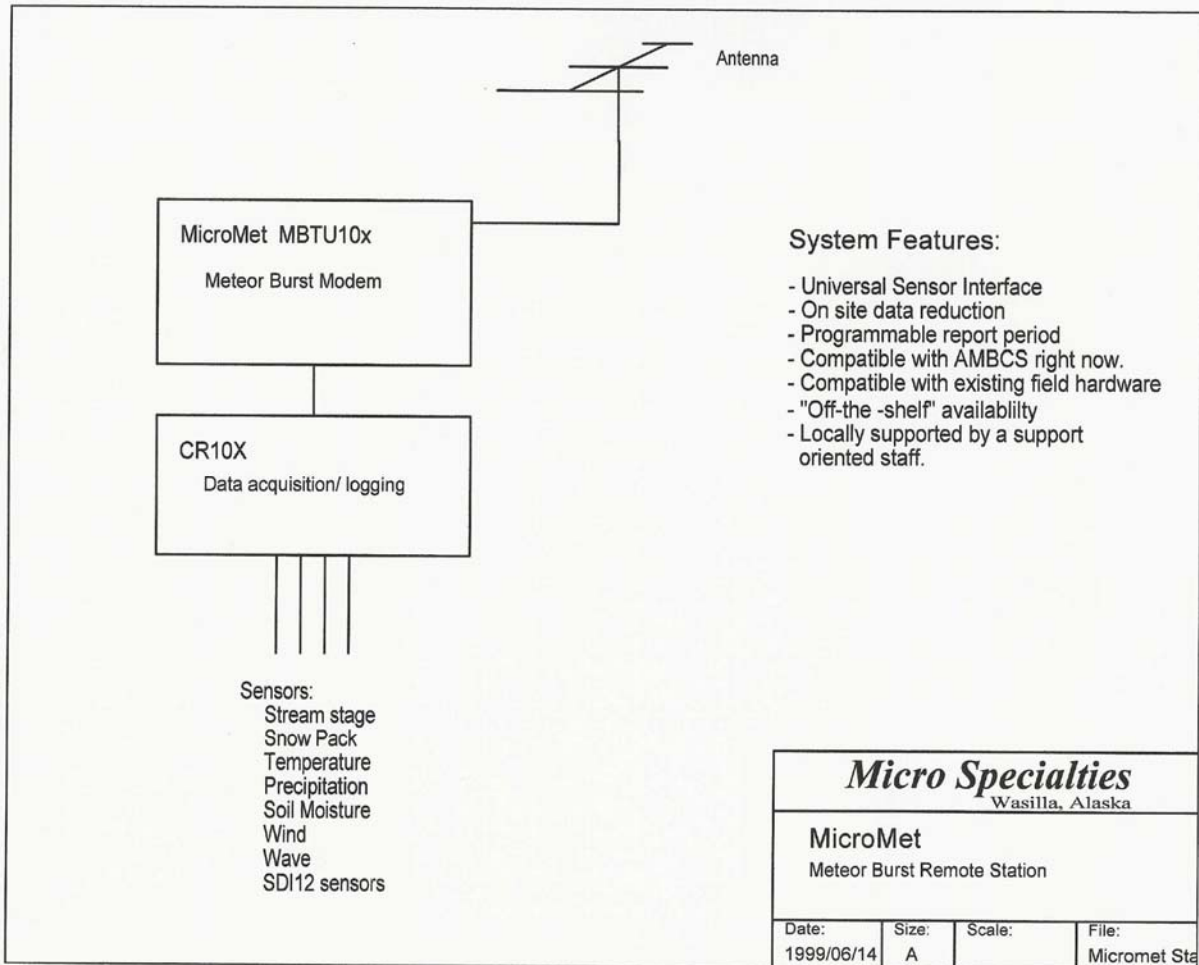 Antenna
MicroMet MBTU10x
Meteor Burst Modem
CR10X
Data acquisition/ logging
Sensors:
Stream stage
Snow Pack
Temperature
Precipitation
Soil Moisture
Wind
Wave
SDI12 sensors
System Features:
- Universal Sensor Interface
- On site data reduction
- Programmable report period
- Compatible with AMBCS right now.
- Compatible with existing field hardware
- "Off-the -shelf" availablilty
- Locally supported by a support
oriented staff.
Micro Specialties
Wasilla, Alaska
MicroMet
Meteor Burst Remote Station
Date: Size: Scale: File:
1999/06/14 A Micromet Sta